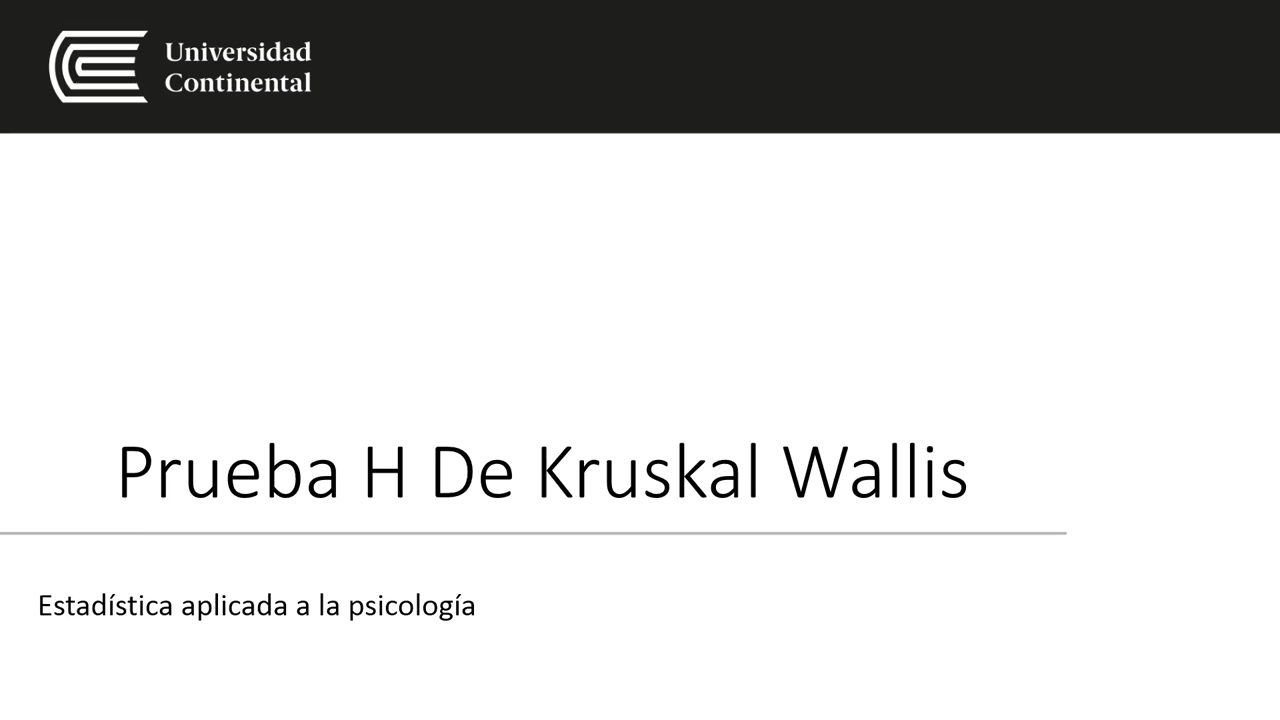 Universidad
Continental
Prueba H De Kruskal Wallis
Estadística aplicada a la psicología